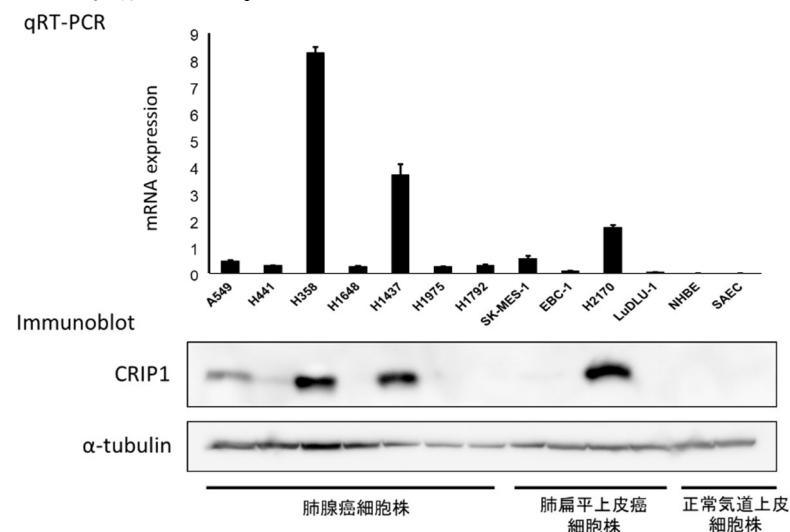 qRT-PCR
mRNA expression
9
8
7
6
5
4
3
2
1
0
A549
H441
H358
H1648
H1437
H1975
H1792
SK-MES-1
EBC-1
H2170
LuDLU-1
NHBE
SAEC
Immunoblot
CRIP1
α-tubulin
肺腺癌細胞株
肺扁平上皮癌
細胞株
正常気道上皮
細胞株